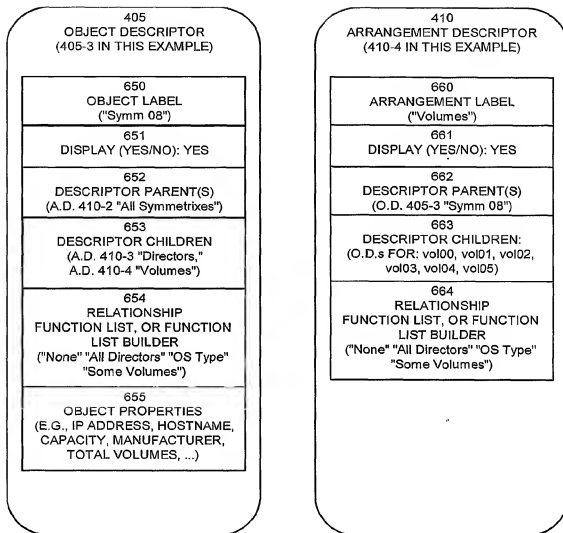 405
OBJECT DESCRIPTOR
(405-3 IN THIS EXAMPLE)
650
OBJECT LABEL
("Symm 08")
651
DISPLAY (YES/NO): YES
652
DESCRIPTOR PARENT(S)
(A.D. 410-2 "All Symmetrixes")
653
DESCRIPTOR CHILDREN
(A.D. 410-3 "Directors,"
A.D. 410-4 "Volumes")
654
RELATIONSHIP
FUNCTION LIST, OR FUNCTION
LIST BUILDER
("None" "All Directors" "OS Type"
"Some Volumes")
655
OBJECT PROPERTIES
(E.G., IP ADDRESS, HOSTNAME,
CAPACITY, MANUFACTURER,
TOTAL VOLUMES, ...)
410
ARRANGEMENT DESCRIPTOR
(410-4 IN THIS EXAMPLE)
660
ARRANGEMENT LABEL
("Volumes")
661
DISPLAY (YES/NO): YES
662
DESCRIPTOR PARENT(S)
(O.D. 405-3 "Symm 08")
663
DESCRIPTOR CHILDREN:
(O.D.s FOR: vol00, vol01, vol02,
vol03, vol04, vol05)
664
RELATIONSHIP
FUNCTION LIST, OR FUNCTION
LIST BUILDER
("None" "All Directors" "OS Type"
"Some Volumes")